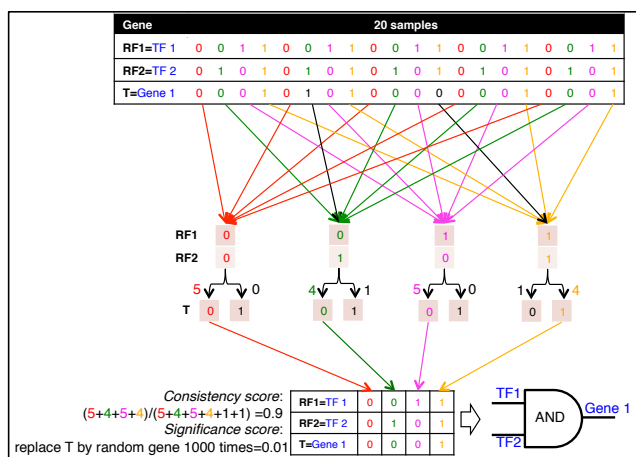 Gene 20 samples
RF1=TF 1 0 0 1 1 0 0 1 1 0 0 1 1 0 0 1 1 0 0 1 1
RF2=TF 2 0 1 0 1 0 1 0 1 0 1 0 1 0 1 0 1 0 1 0 1
T=Gene 1 0 0 0 1 0 1 0 1 0 0 0 0 0 0 0 1 0 0 0 1
RF1 0 0 1 1
RF2 0 1 0 1
5 0 4 1 5 0 1 4
T 0 1 0 1 0 1 0 1
Consistency score:
(5+4+5+4)/(5+4+5+4+1+1) =0.9
Significance score:
replace T by random gene 1000 times=0.01
RF1=TF 1 0 0 1 1
RF2=TF 2 0 1 0 1
T=Gene 1 0 0 0 1
TF1
TF2
AND
Gene 1